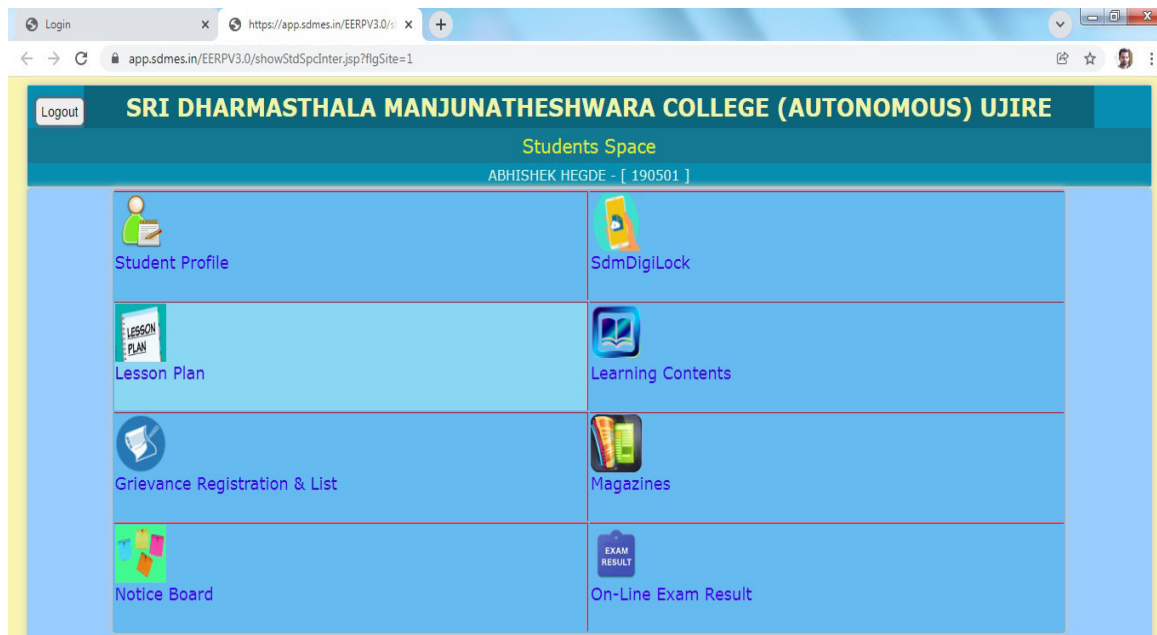 Login
https://app.sdmes.in/EERPV3.0/s
app.sdmes.in/EERPV3.0/showStdSpcInter.jsp?flgSite=1
Logout
SRI DHARMASTHALA MANJUNATHESHWARA COLLEGE (AUTONOMOUS) UJIRE
Students Space
ABHISHEK HEGDE - [ 190501 ]
Student Profile
SdmDigiLock
LESSON
PLAN
Lesson Plan
Learning Contents
Grievance Registration & List
Magazines
Notice Board
EXAM
RESULT
On-Line Exam Result